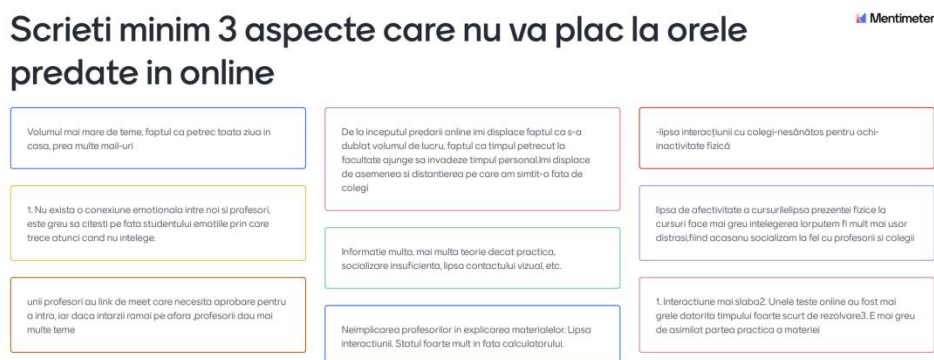 Scrieti minim 3 aspecte care nu va plac la orele
predate in online
Mentimeter
Volumul mai mare de teme, faptul ca petrec toata ziua in
casa, prea multe mail-uri
1. Nu exista o conexiune emotionala intre noi si profesori,
este greu sa citesti pe fata studentului emotiile prin care
trece atunci cand nu intelege.
unii profesori au link de meet care necesita aprobare pentru
a intra, iar daca intarzii ramai pe afara ,profesorii dau mai
multe teme
De la inceputul predarii online imi displace faptul ca s-a
dublat volumul de lucru, faptul ca timpul petrecut la
facultate ajunge sa invadeze timpul personal.Imi displace
de asemenea si distantierea pe care am simtit-o fata de
colegi
Informatie multa, mai multa teorie decat practica,
socializare insuficienta, lipsa contactului vizual, etc.
Neimplicarea profesorilor in explicarea materialelor. Lipsa
interactiunii. Statul foarte mult in fata calculatorului.
-lipsa interacțiunii cu colegi-nesănătos pentru ochi-
inactivitate fizică
lipsa de afectivitate a cursurilelipsa prezentei fizice la
cursuri face mai greu intelegerea lorputem fi mult mai usor
distrasi,fiind acasanu socializam la fel cu profesorii si colegii
1. Interactiune mai slaba2. Unele teste online au fost mai
grele datorita timpului foarte scurt de rezolvare3. E mai greu
de asimilat partea practica a materiei